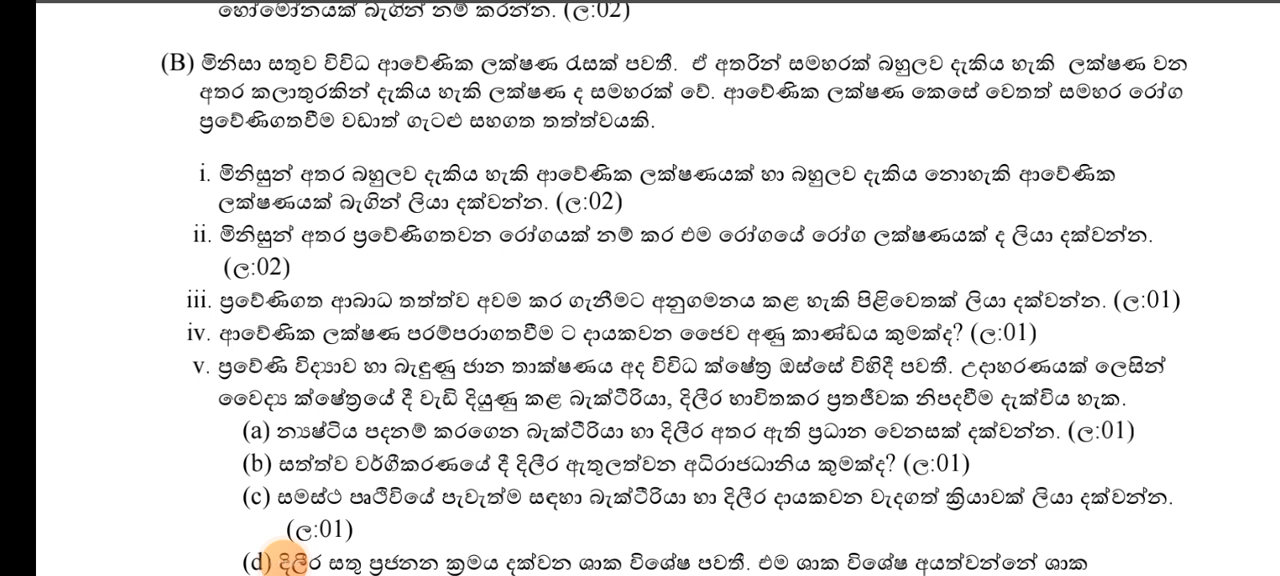 හෝමෝනයක් බැගින් නම් කරන්න. (ල:02)
(B) මිනිසා සතුව විවිධ ආවේණික ලක්ෂණ රැසක් පවතී. ඒ අතරින් සමහරක් බහුලව දැකිය හැකි ලක්ෂණ වන
අතර කලාතුරකින් දැකිය හැකි ලක්ෂණ ද සමහරක් වේ. ආවේණික ලක්ෂණ කෙසේ වෙතත් සමහර රෝග
ප්‍රවේණිගතවීම වඩාත් ගැටළු සහගත තත්ත්වයකි.
i. මිනිසුන් අතර බහුලව දැකිය හැකි ආවේණික ලක්ෂණයක් හා බහුලව දැකිය නොහැකි ආවේණික
ලක්ෂණයක් බැගින් ලියා දක්වන්න. (ල:02)
ii. මිනිසුන් අතර ප්‍රවේණිගතවන රෝගයක් නම් කර එම රෝගයේ රෝග ලක්ෂණයක් ද ලියා දක්වන්න.
(ල:02)
iii. ප්‍රවේණිගත ආබාධ තත්ත්ව අවම කර ගැනීමට අනුගමනය කළ හැකි පිළිවෙතක් ලියා දක්වන්න. (ල:01)
iv. ආවේණික ලක්ෂණ පරම්පරාගතවීම ට දායකවන ජෛව අණු කාණ්ඩය කුමක්ද? (ල:01)
v. ප්‍රවේණි විද්‍යාව හා බැඳුණු ජාන තාක්ෂණය අද විවිධ ක්ෂේත්‍ර ඔස්සේ විහිදී පවතී. උදාහරණයක් ලෙසින්
වෛද්‍ය ක්ෂේත්‍රයේ දී වැඩි දියුණු කළ බැක්ටීරියා, දිලීර භාවිතකර ප්‍රතජීවක නිපදවීම දැක්විය හැක.
(a) න්‍යෂ්ටිය පදනම් කරගෙන බැක්ටීරියා හා දිලීර අතර ඇති ප්‍රධාන වෙනසක් දක්වන්න. (ල:01)
(b) සත්ත්ව වර්ගීකරණයේ දී දිලීර ඇතුලත්වන අධිරාජධානිය කුමක්ද? (ල:01)
(c) සමස්ථ පෘථිවියේ පැවැත්ම සඳහා බැක්ටීරියා හා දිලීර දායකවන වැදගත් ක්‍රියාවක් ලියා දක්වන්න.
(ල:01)
(d) දිලීර සතු ප්‍රජනන ක්‍රමය දක්වන ශාක විශේෂ පවතී. එම ශාක විශේෂ අයත්වන්නේ ශාක